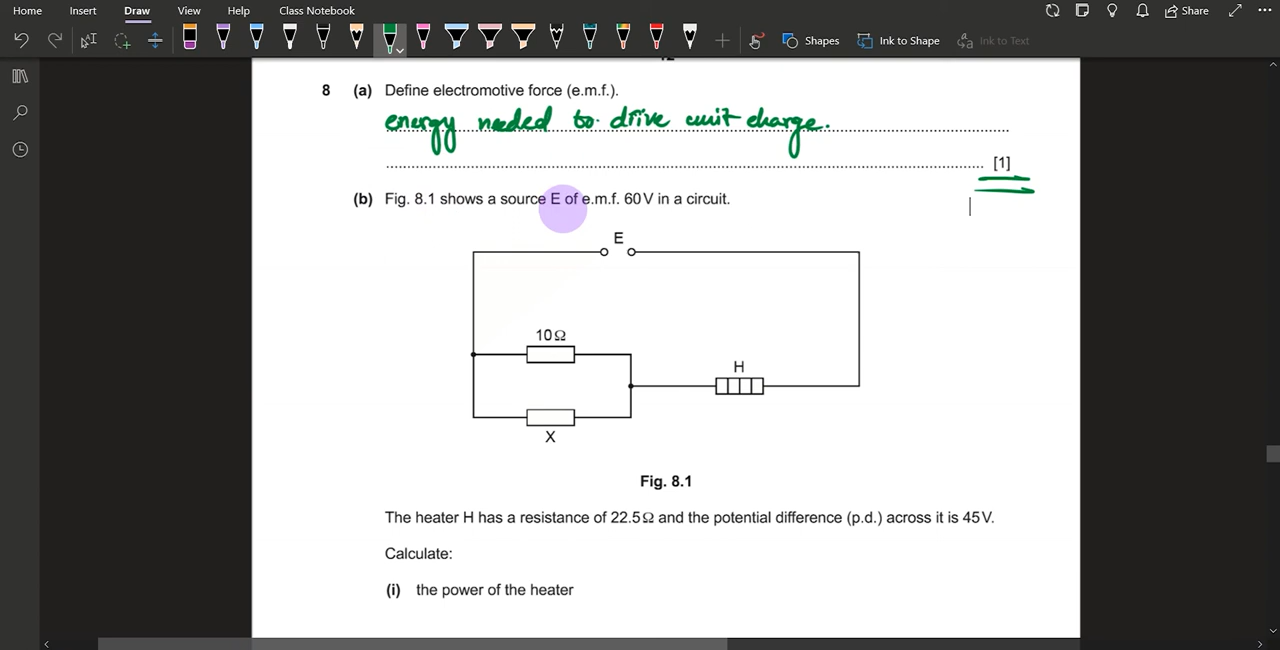 Home Insert Draw View Help Class Notebook
Share
Shapes Ink to Shape Ink to Text
8 (a) Define electromotive force (e.m.f.).
energy needed to drive unit charge.
[1]
(b) Fig. 8.1 shows a source E of e.m.f. 60 V in a circuit.
E
10Ω
H
X
Fig. 8.1
The heater H has a resistance of 22.5Ω and the potential difference (p.d.) across it is 45 V.
Calculate:
(i) the power of the heater